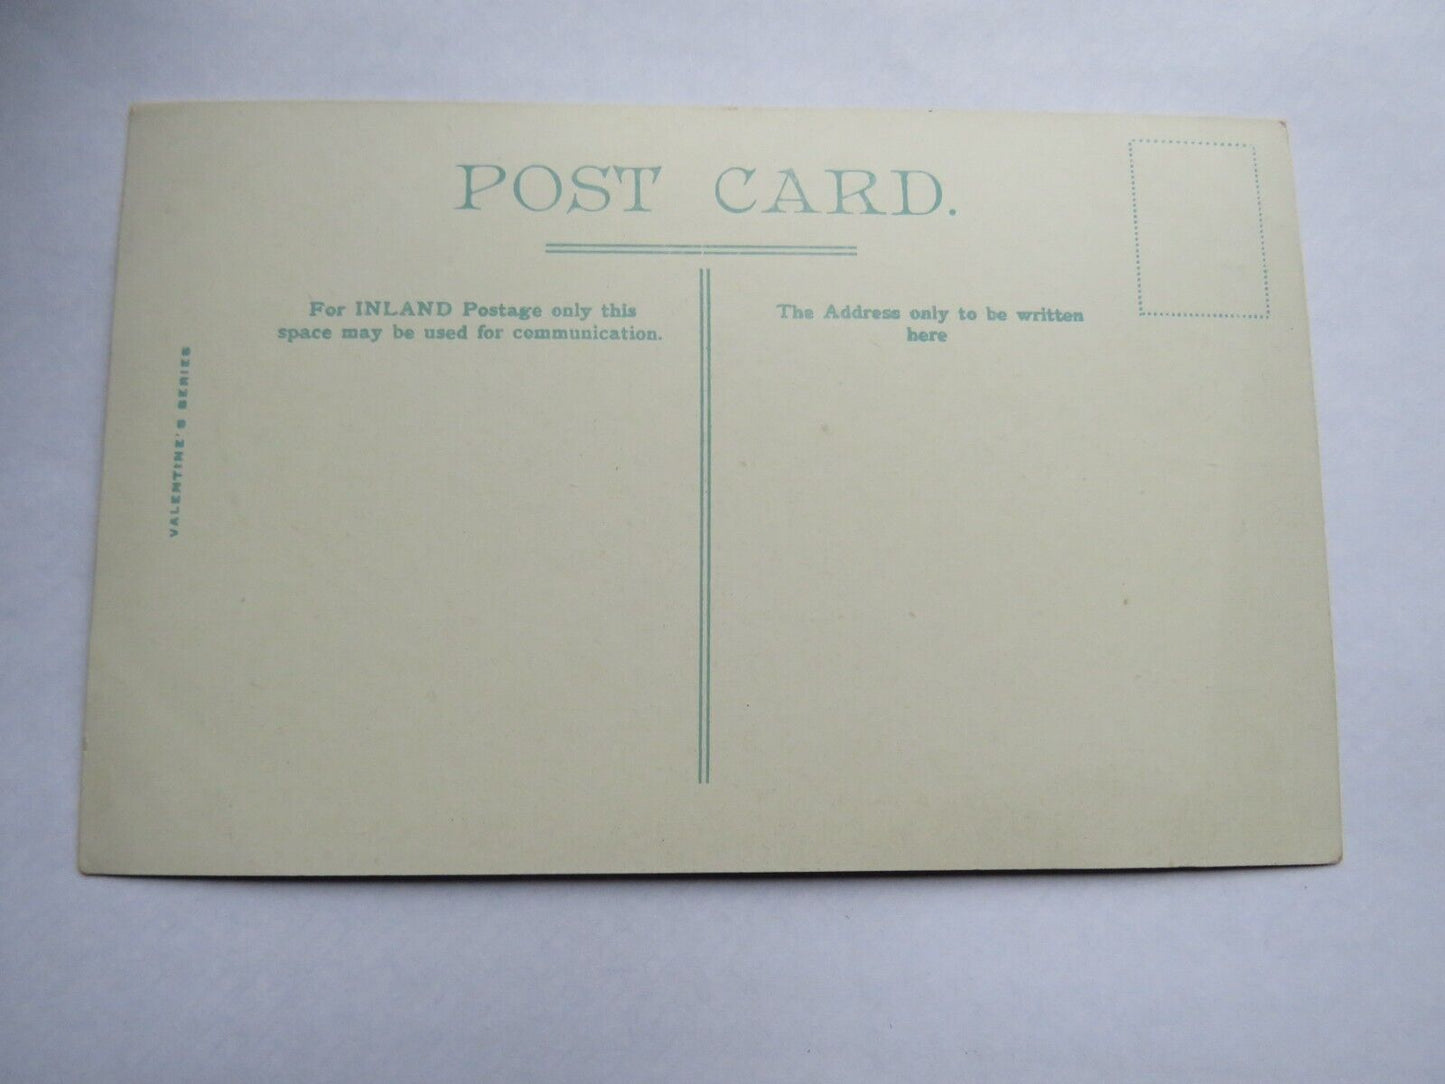 POST CARD.
For INLAND Postage only this
space may be used for communication.
The Address only to be written
here
VALENTINE'S SERIES